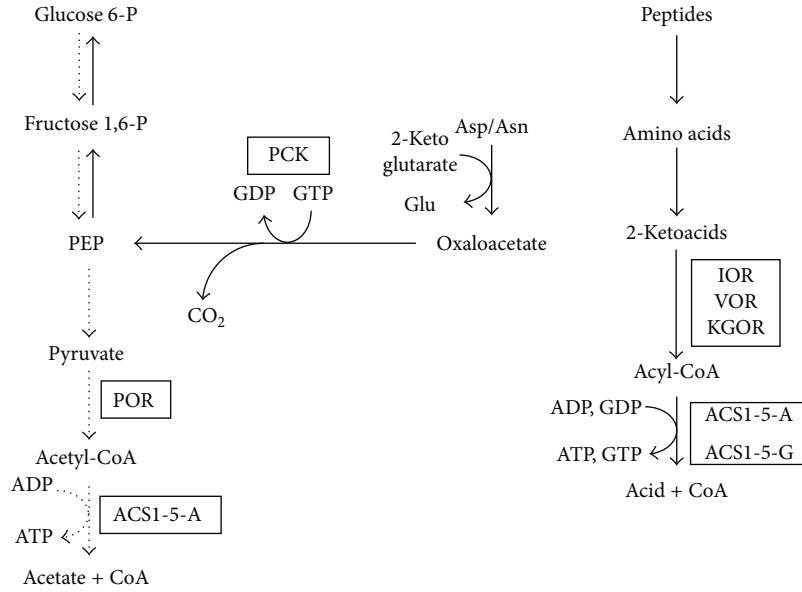 Glucose 6-P
Fructose 1,6-P
PEP
Pyruvate
POR
Acetyl-CoA
ADP
ACS1-5-A
ATP
Acetate + CoA
PCK
GDP GTP
CO₂
2-Keto
glutarate
Glu
Asp/Asn
Oxaloacetate
Peptides
Amino acids
2-Ketoacids
IOR
VOR
KGOR
Acyl-CoA
ADP, GDP
ATP, GTP
ACS1-5-A
ACS1-5-G
Acid + CoA